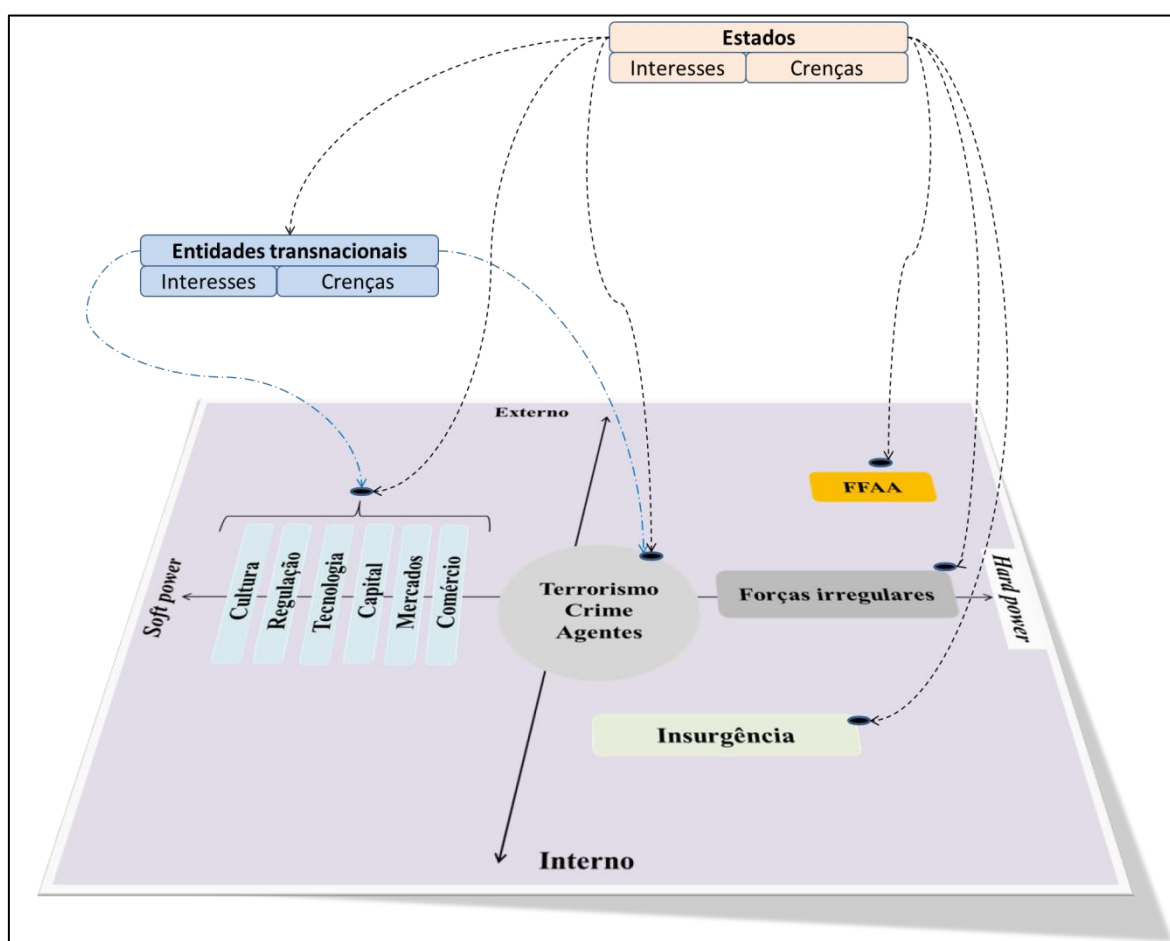 Estados
Interesses
Crenças
Entidades transnacionais
Interesses
Crenças
Externo
FFAA
Soft power
Cultura
Regulação
Tecnologia
Capital
Mercados
Comércio
Terrorismo
Crime
Agentes
Forças irregulares
Hard power
Insurgência
Interno